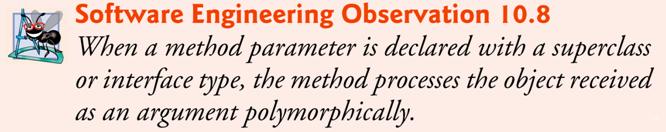 Software Engineering Observation 10.8
When a method parameter is declared with a superclass
or interface type, the method processes the object received
as an argument polymorphically.